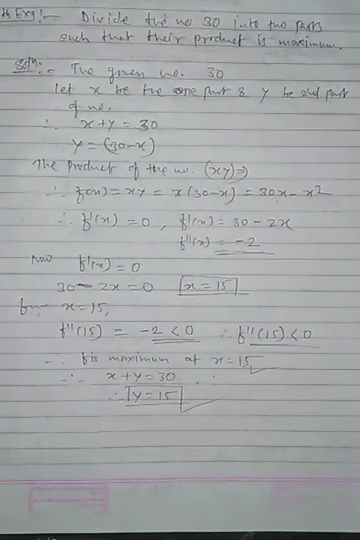 Ex 9 :- Divide the no 30 into two parts
such that their product is maximum.
Solⁿ:- The given no. 30
Let x be the one part & y be 2nd part
of no.
∴ x+y = 30
y = (30-x)
The Product of the no. (xy) ⇒
∴ f(x) = xy = x(30-x) = 30x - x²
∴ f'(x) = 0, f'(x) = 30 - 2x
f''(x) = -2
Now f'(x) = 0
30 - 2x = 0 x = 15
for x = 15,
f''(15) = -2 < 0 ∴ f''(15) < 0
f is maximum at x = 15
∴ x+y = 30
∴ y = 15